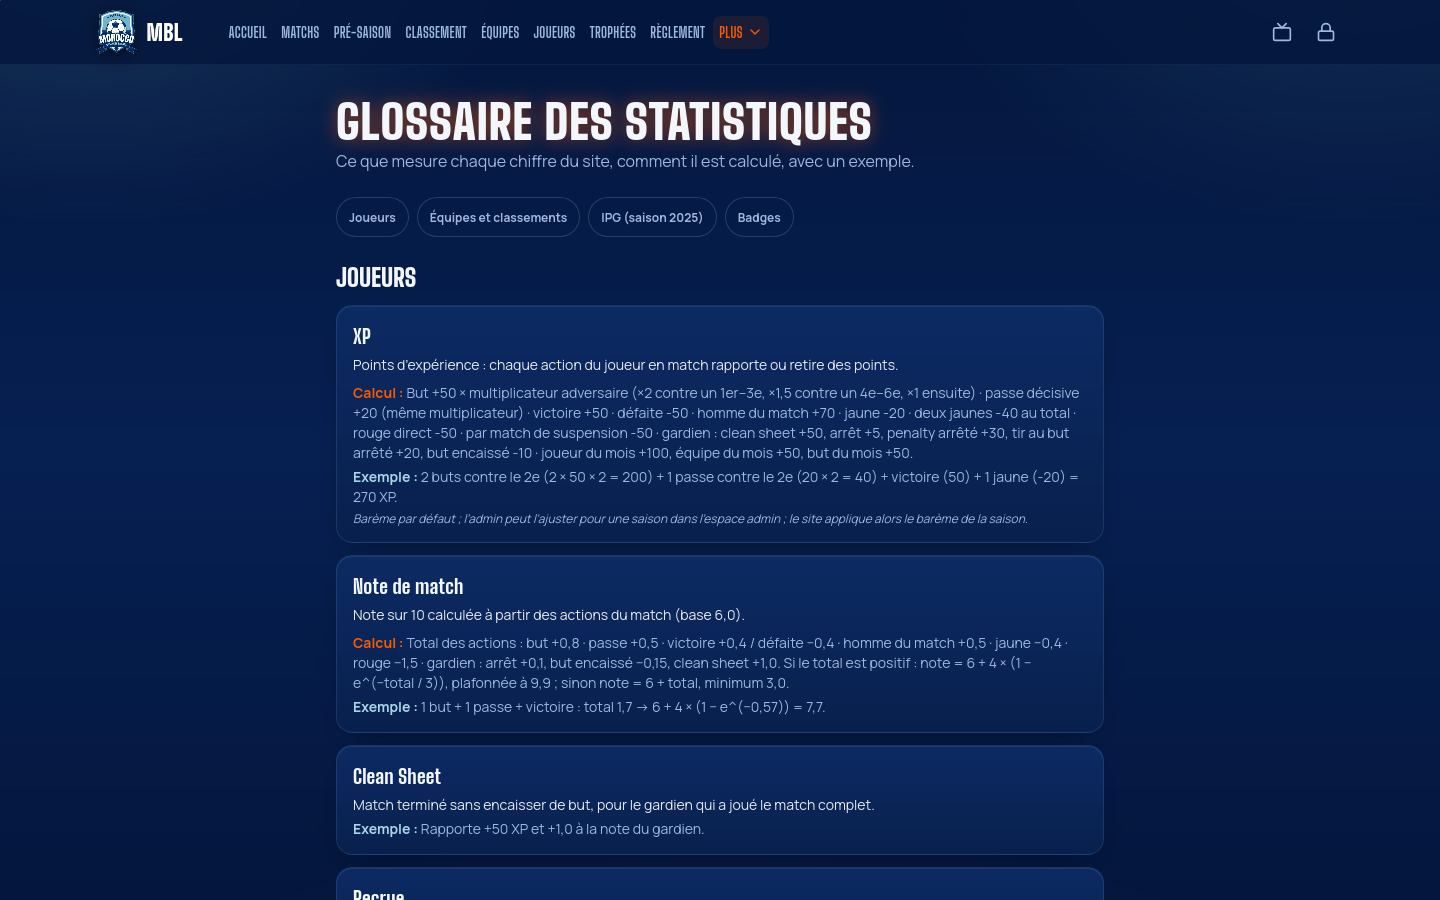 MOROCCO
MBL
ACCUEIL MATCHS PRÉ-SAISON CLASSEMENT ÉQUIPES JOUEURS TROPHÉES RÈGLEMENT PLUS
GLOSSAIRE DES STATISTIQUES
Ce que mesure chaque chiffre du site, comment il est calculé, avec un exemple.
Joueurs Équipes et classements IPG (saison 2025) Badges
JOUEURS
XP
Points d'expérience : chaque action du joueur en match rapporte ou retire des points.
Calcul : But +50 × multiplicateur adversaire (×2 contre un 1er–3e, ×1,5 contre un 4e–6e, ×1 ensuite) · passe décisive
+20 (même multiplicateur) · victoire +50 · défaite -50 · homme du match +70 · jaune -20 · deux jaunes -40 au total ·
rouge direct -50 · par match de suspension -50 · gardien : clean sheet +50, arrêt +5, penalty arrêté +30, tir au but
arrêté +20, but encaissé -10 · joueur du mois +100, équipe du mois +50, but du mois +50.
Exemple : 2 buts contre le 2e (2 × 50 × 2 = 200) + 1 passe contre le 2e (20 × 2 = 40) + victoire (50) + 1 jaune (-20) =
270 XP.
Barème par défaut ; l'admin peut l'ajuster pour une saison dans l'espace admin ; le site applique alors le barème de la saison.
Note de match
Note sur 10 calculée à partir des actions du match (base 6,0).
Calcul : Total des actions : but +0,8 · passe +0,5 · victoire +0,4 / défaite −0,4 · homme du match +0,5 · jaune −0,4 ·
rouge −1,5 · gardien : arrêt +0,1, but encaissé −0,15, clean sheet +1,0. Si le total est positif : note = 6 + 4 × (1 −
e^(−total / 3)), plafonnée à 9,9 ; sinon note = 6 + total, minimum 3,0.
Exemple : 1 but + 1 passe + victoire : total 1,7 → 6 + 4 × (1 − e^(−0,57)) = 7,7.
Clean Sheet
Match terminé sans encaisser de but, pour le gardien qui a joué le match complet.
Exemple : Rapporte +50 XP et +1,0 à la note du gardien.
Recrue